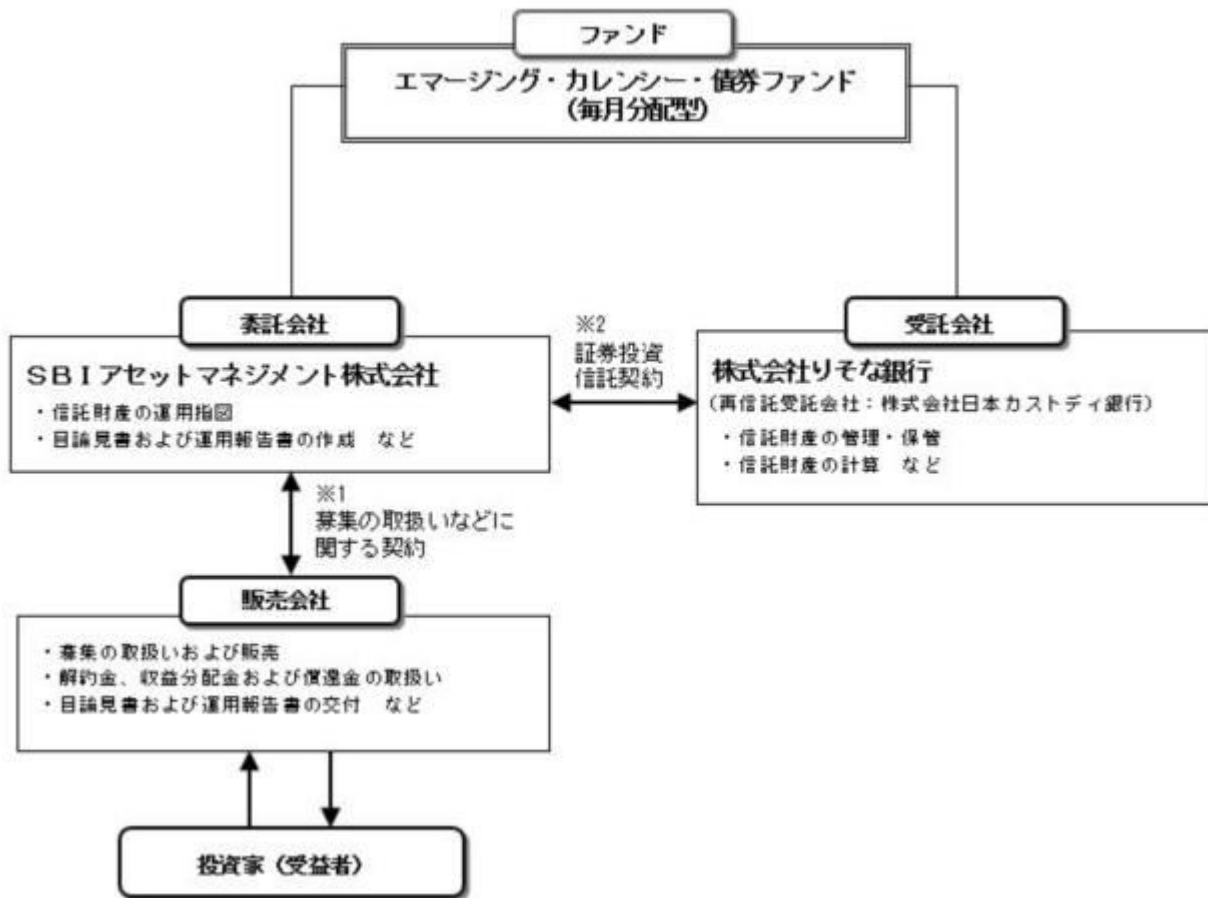 ファンド
エマージング・カレンシー・債券ファンド
(毎月分配型)
委託会社
SBIアセットマネジメント株式会社
・信託財産の運用指図
・目論見書および運用報告書の作成 など
※2
証券投資
信託契約
受託会社
株式会社りそな銀行
(再信託受託会社:株式会社日本カストディ銀行)
・信託財産の管理・保管
・信託財産の計算 など
※1
募集の取扱いなどに
関する契約
販売会社
・募集の取扱いおよび販売
・解約金、収益分配金および償還金の取扱い
・目論見書および運用報告書の交付 など
投資家(受益者)